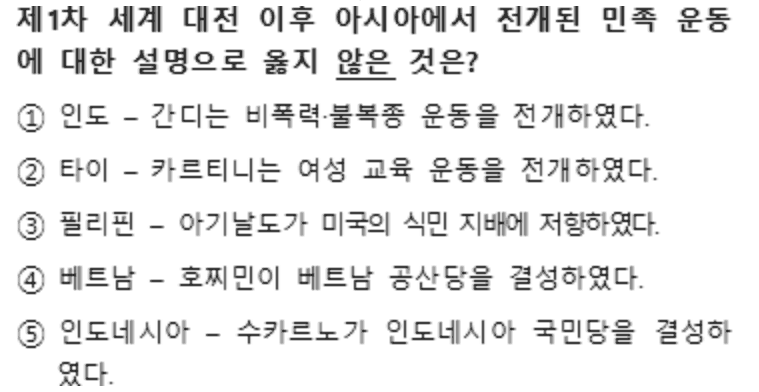 제1차 세계 대전 이후 아시아에서 전개된 민족 운동
에 대한 설명으로 옳지 않은 것은?
① 인도 – 간디는 비폭력·불복종 운동을 전개하였다.
② 타이 – 카르티니는 여성 교육 운동을 전개하였다.
③ 필리핀 – 아기날도가 미국의 식민 지배에 저항하였다.
④ 베트남 – 호찌민이 베트남 공산당을 결성하였다.
⑤ 인도네시아 – 수카르노가 인도네시아 국민당을 결성하
였다.